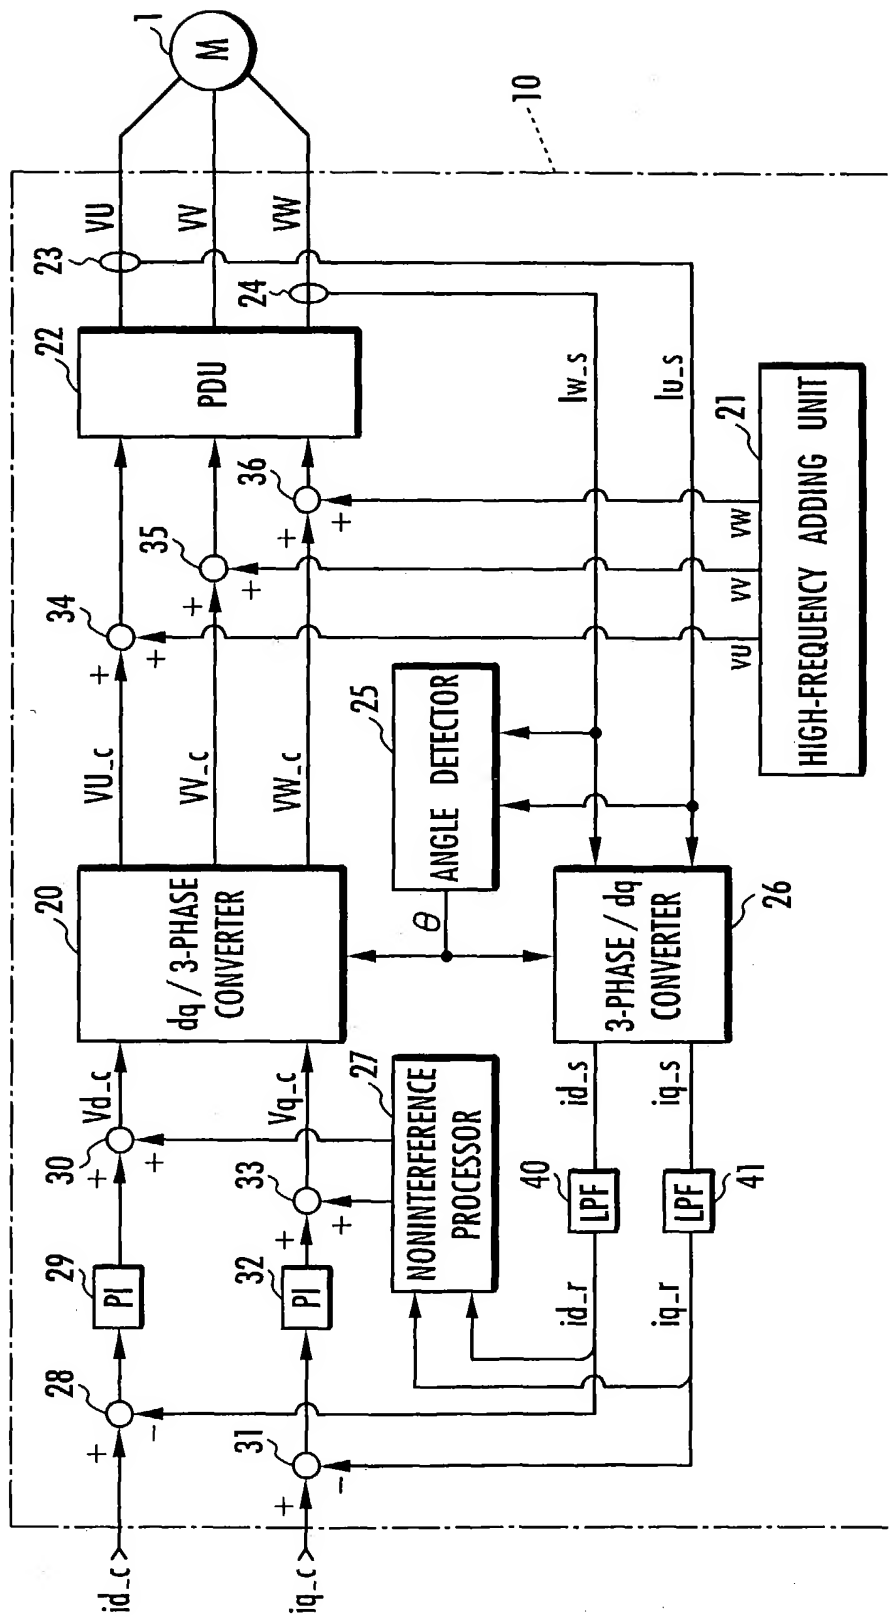 id_c
+
28
-
29
PI
+
30
+
Vd_c
20
dq / 3-PHASE
CONVERTER
VU_c
+
34
+
VV_c
+
35
+
VW_c
+
36
+
22
PDU
23
VU
VV
24
VW
1
M
10
iq_c
+
31
-
32
PI
+
33
+
Vq_c
27
NONINTERFERENCE
PROCESSOR
θ
25
ANGLE DETECTOR
Iw_s
Iu_s
id_r
40
LPF
id_s
iq_r
LPF
41
iq_s
3-PHASE / dq
CONVERTER
26
vU
vV
vW
21
HIGH-FREQUENCY ADDING UNIT